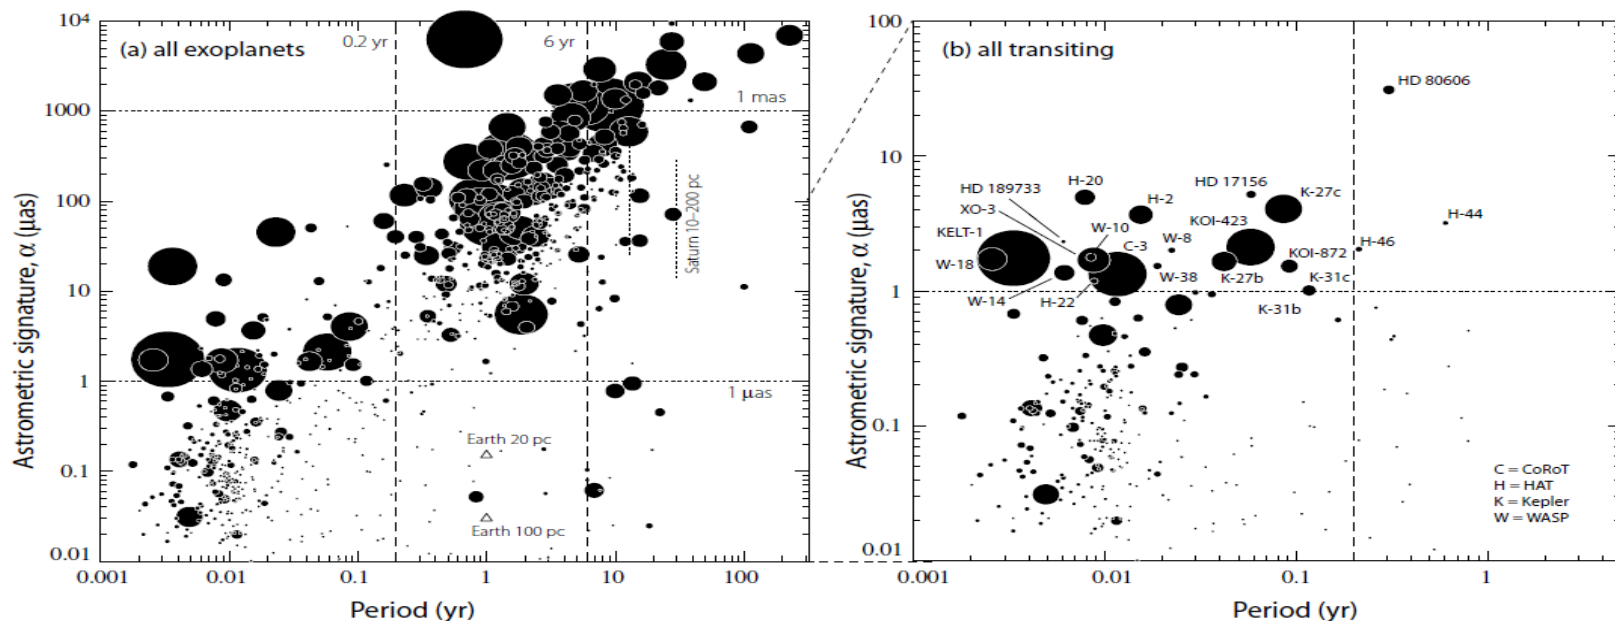 (a) all exoplanets
0.2 yr
6 yr
1 mas
1 μas
Saturn 10–200 pc
Earth 20 pc
Earth 100 pc
10⁴
1000
100
10
1
0.1
0.01
0.001
0.01
0.1
1
10
100
Astrometric signature, α (μas)
Period (yr)
(b) all transiting
HD 80606
HD 189733
H-20
XO-3
H-2
HD 17156
K-27c
H-44
KELT-1
W-10
KOI-423
W-8
C-3
H-46
KOI-872
W-18
W-38
K-27b
K-31c
W-14
H-22
K-31b
C = CoRoT
H = HAT
K = Kepler
W = WASP
100
10
1
0.1
0.01
0.001
0.01
0.1
1
Astrometric signature, α (μas)
Period (yr)